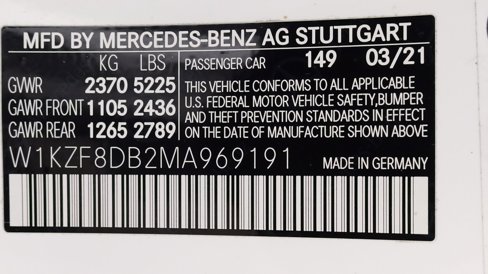 MFD BY MERCEDES-BENZ AG STUTTGART
KG LBS PASSENGER CAR 149 03/21
GVWR 2370 5225 THIS VEHICLE CONFORMS TO ALL APPLICABLE
GAWR FRONT 1105 2436 U.S. FEDERAL MOTOR VEHICLE SAFETY,BUMPER
AND THEFT PREVENTION STANDARDS IN EFFECT
GAWR REAR 1265 2789 ON THE DATE OF MANUFACTURE SHOWN ABOVE
W1KZF8DB2MA969191 MADE IN GERMANY